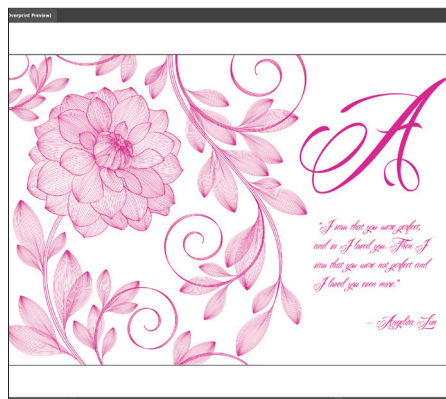 Overprint Preview)
A
"I saw that you were perfect,
and so I loved you. Then I
saw that you were not perfect and
I loved you even more."
— Angelita Lim